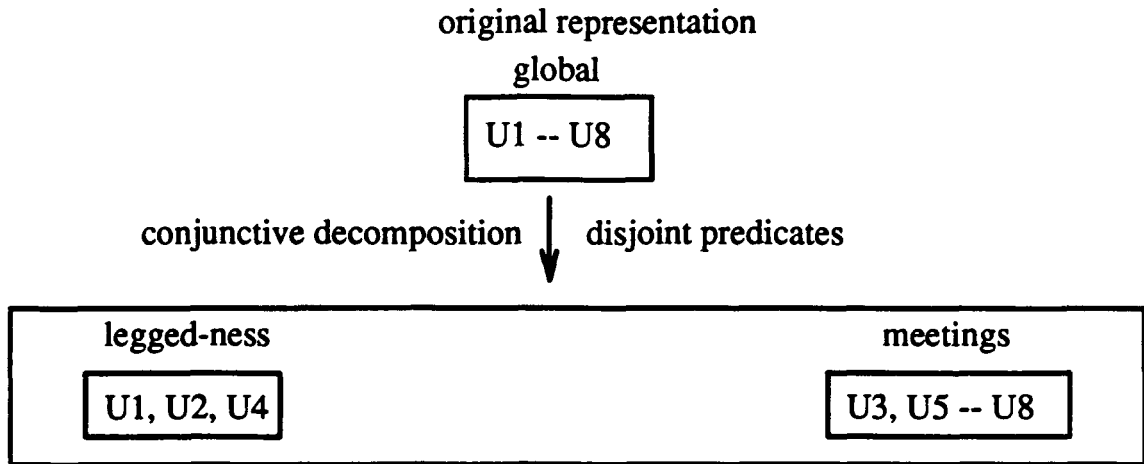 original representation
global
U1 -- U8
conjunctive decomposition disjoint predicates
legged-ness meetings
U1, U2, U4 U3, U5 -- U8